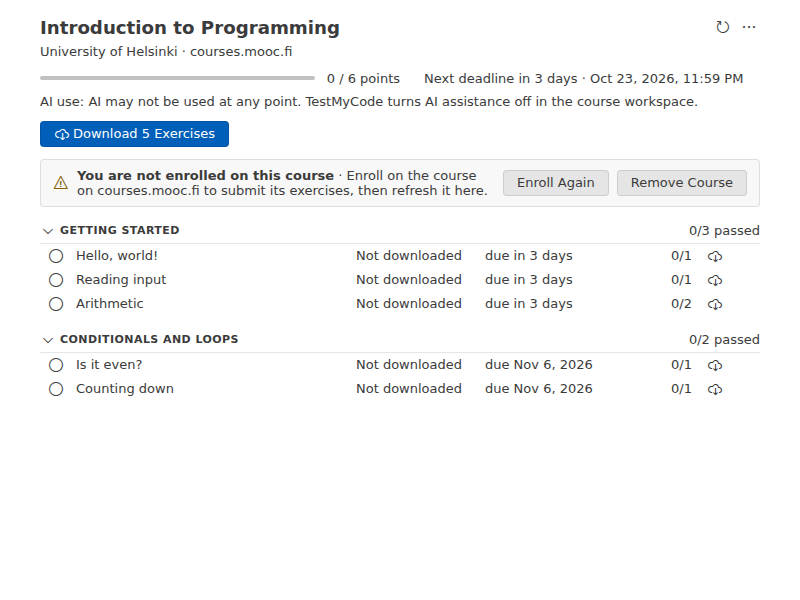 Introduction to Programming
University of Helsinki · courses.mooc.fi
0 / 6 points Next deadline in 3 days · Oct 23, 2026, 11:59 PM
AI use: AI may not be used at any point. TestMyCode turns AI assistance off in the course workspace.
Download 5 Exercises
You are not enrolled on this course · Enroll on the course
on courses.mooc.fi to submit its exercises, then refresh it here.
Enroll Again Remove Course
GETTING STARTED 0/3 passed
Hello, world! Not downloaded due in 3 days 0/1
Reading input Not downloaded due in 3 days 0/1
Arithmetic Not downloaded due in 3 days 0/2
CONDITIONALS AND LOOPS 0/2 passed
Is it even? Not downloaded due Nov 6, 2026 0/1
Counting down Not downloaded due Nov 6, 2026 0/1